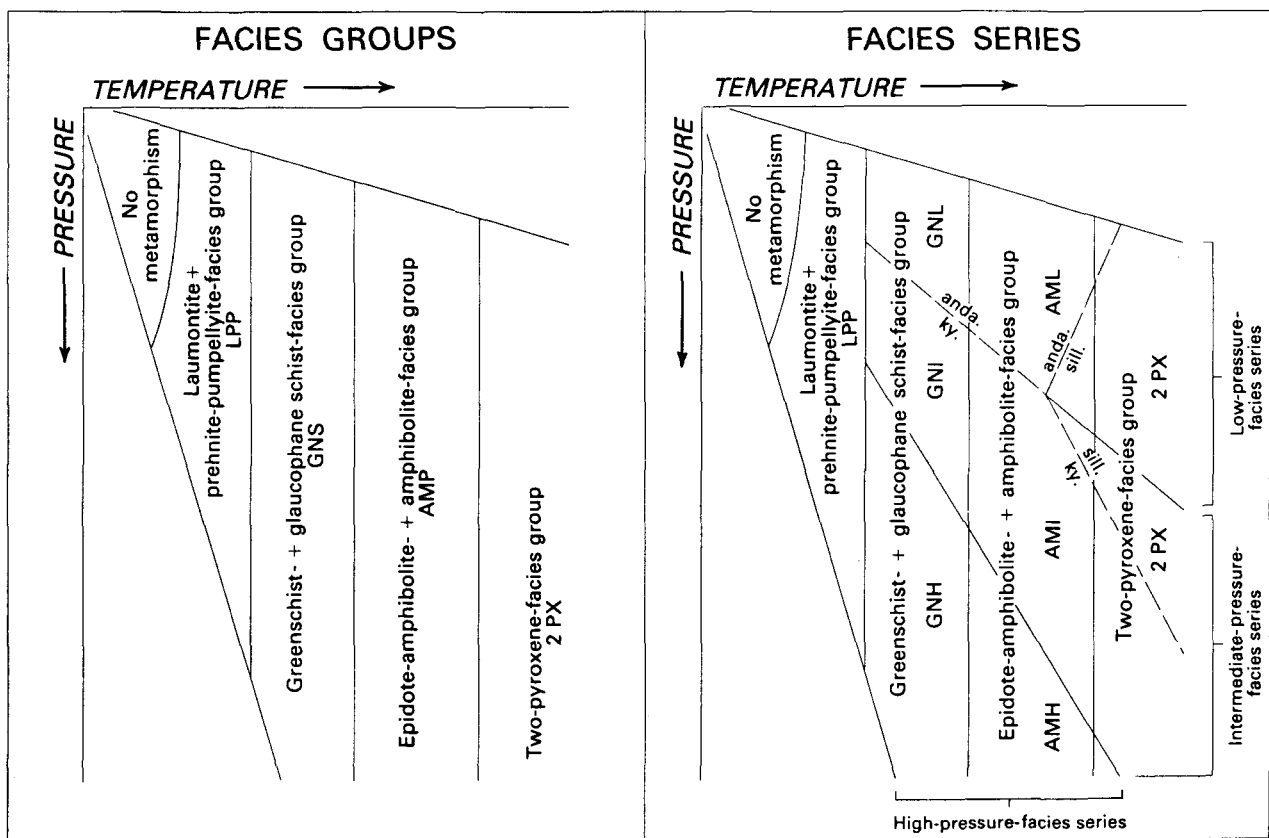 FACIES GROUPS
TEMPERATURE
PRESSURE
No
metamorphism
Laumontite +
prehnite-pumpellyite-facies group
LPP
Greenschist- + glaucophane schist-facies group
GNS
Epidote-amphibolite- + amphibolite-facies group
AMP
Two-pyroxene-facies group
2 PX
FACIES SERIES
TEMPERATURE
PRESSURE
No
metamorphism
Laumontite +
prehnite-pumpellyite-facies group
LPP
Greenschist- + glaucophane schist-facies group
GNL
GNI
GNH
anda.
ky.
Epidote-amphibolite- + amphibolite-facies group
AML
AMI
AMH
anda.
sill.
sill.
ky.
Two-pyroxene-facies group
2 PX
2 PX
Low-pressure-
facies series
Intermediate-pressure-
facies series
High-pressure-facies series